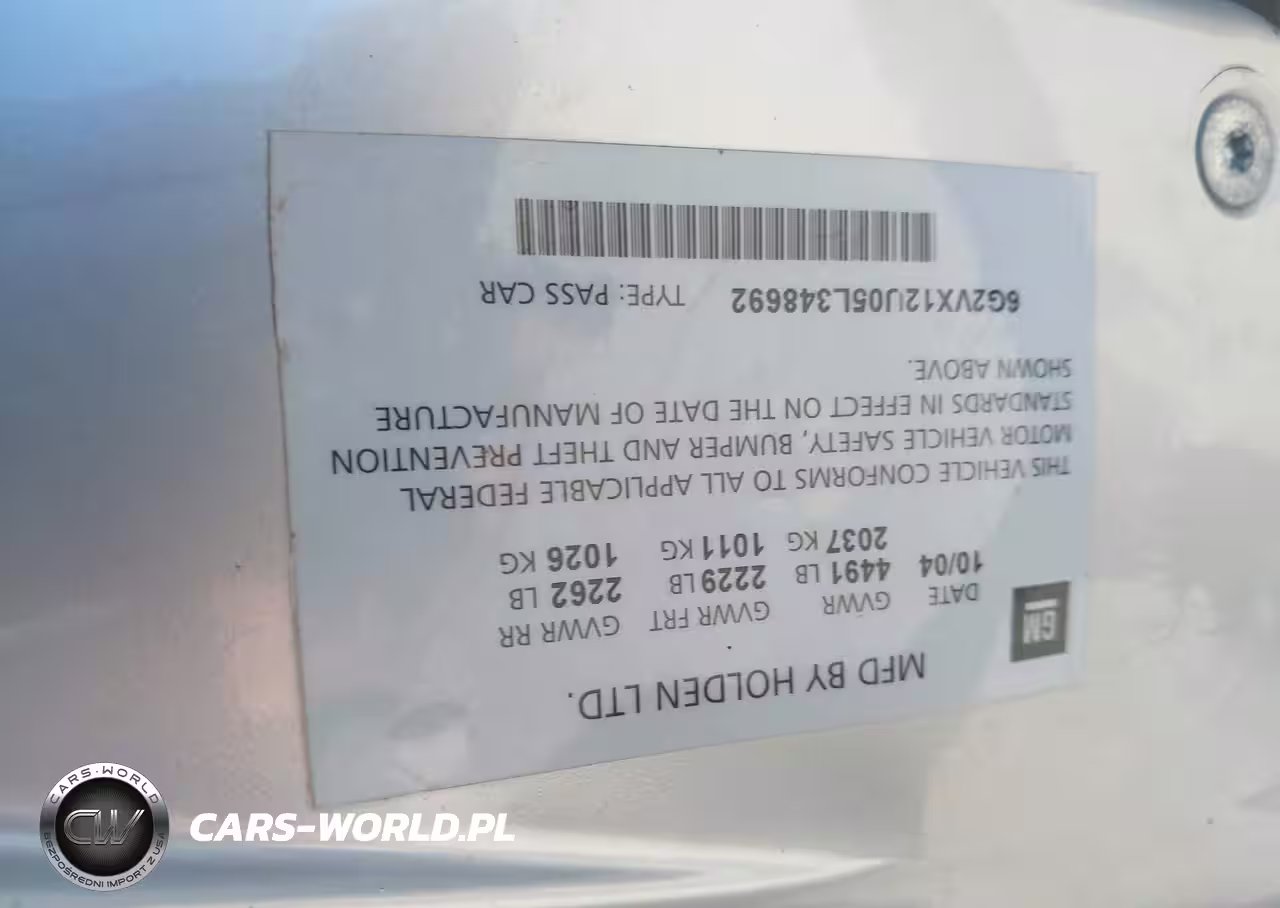 MFD BY HOLDEN LTD.
GM
DATE GVWR GVWR FRT GVWR RR
10/04 4491 LB 2229 LB 2262 LB
2037 KG 1011 KG 1026 KG
THIS VEHICLE CONFORMS TO ALL APPLICABLE FEDERAL
MOTOR VEHICLE SAFETY, BUMPER AND THEFT PREVENTION
STANDARDS IN EFFECT ON THE DATE OF MANUFACTURE
SHOWN ABOVE.
6G2VX12U05L348692 TYPE: PASS CAR
CARS-WORLD
CW
BEZPOŚREDNI IMPORT Z USA
CARS-WORLD.PL